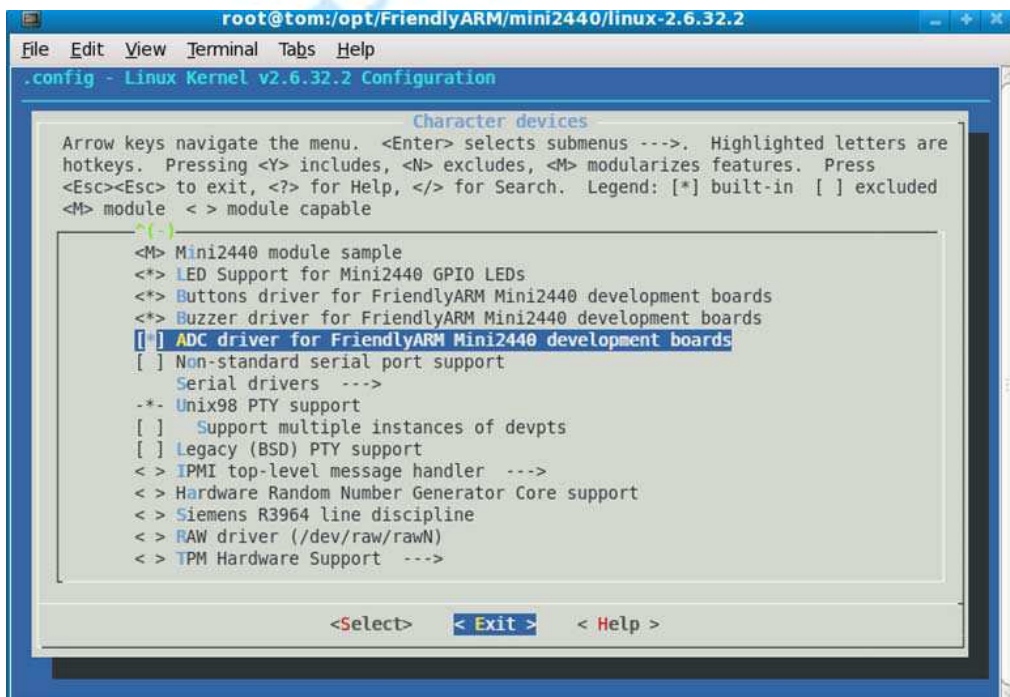 root@tom:/opt/FriendlyARM/mini2440/linux-2.6.32.2
File Edit View Terminal Tabs Help
.config - Linux Kernel v2.6.32.2 Configuration
Character devices
Arrow keys navigate the menu. <Enter> selects submenus --->. Highlighted letters are
hotkeys. Pressing <Y> includes, <N> excludes, <M> modularizes features. Press
<Esc><Esc> to exit, <?> for Help, </> for Search. Legend: [*] built-in [ ] excluded
<M> module < > module capable
^(-)
<M> Mini2440 module sample
<*> LED Support for Mini2440 GPIO LEDs
<*> Buttons driver for FriendlyARM Mini2440 development boards
<*> Buzzer driver for FriendlyARM Mini2440 development boards
[*] ADC driver for FriendlyARM Mini2440 development boards
[ ] Non-standard serial port support
Serial drivers --->
-*- Unix98 PTY support
[ ] Support multiple instances of devpts
[ ] Legacy (BSD) PTY support
< > IPMI top-level message handler --->
< > Hardware Random Number Generator Core support
< > Siemens R3964 line discipline
< > RAW driver (/dev/raw/rawN)
< > TPM Hardware Support --->
<Select> < Exit > < Help >